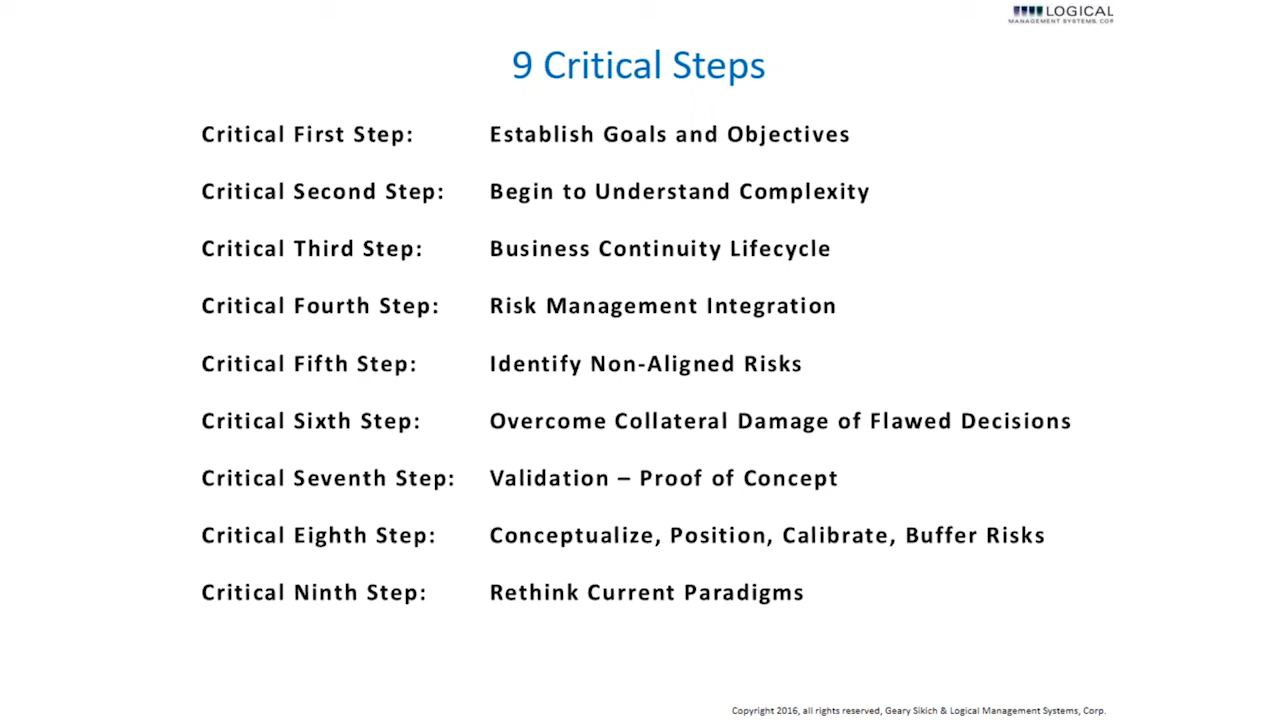 LOGICAL
MANAGEMENT SYSTEMS, COR
9 Critical Steps
Critical First Step: Establish Goals and Objectives
Critical Second Step: Begin to Understand Complexity
Critical Third Step: Business Continuity Lifecycle
Critical Fourth Step: Risk Management Integration
Critical Fifth Step: Identify Non-Aligned Risks
Critical Sixth Step: Overcome Collateral Damage of Flawed Decisions
Critical Seventh Step: Validation – Proof of Concept
Critical Eighth Step: Conceptualize, Position, Calibrate, Buffer Risks
Critical Ninth Step: Rethink Current Paradigms
Copyright 2016, all rights reserved, Geary Sikich & Logical Management Systems, Corp.